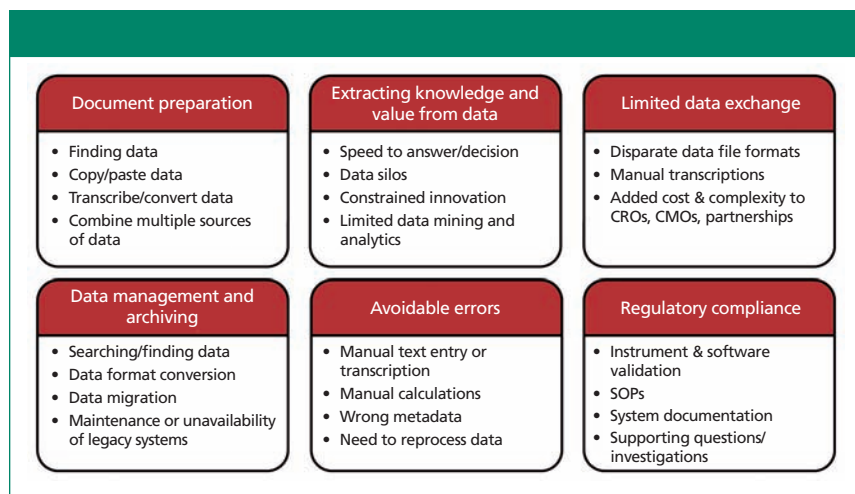 Document preparation
• Finding data
• Copy/paste data
• Transcribe/convert data
• Combine multiple sources
of data
Extracting knowledge and
value from data
• Speed to answer/decision
• Data silos
• Constrained innovation
• Limited data mining and
analytics
Limited data exchange
• Disparate data file formats
• Manual transcriptions
• Added cost & complexity to
CROs, CMOs, partnerships
Data management and
archiving
• Searching/finding data
• Data format conversion
• Data migration
• Maintenance or unavailability
of legacy systems
Avoidable errors
• Manual text entry or
transcription
• Manual calculations
• Wrong metadata
• Need to reprocess data
Regulatory compliance
• Instrument & software
validation
• SOPs
• System documentation
• Supporting questions/
investigations